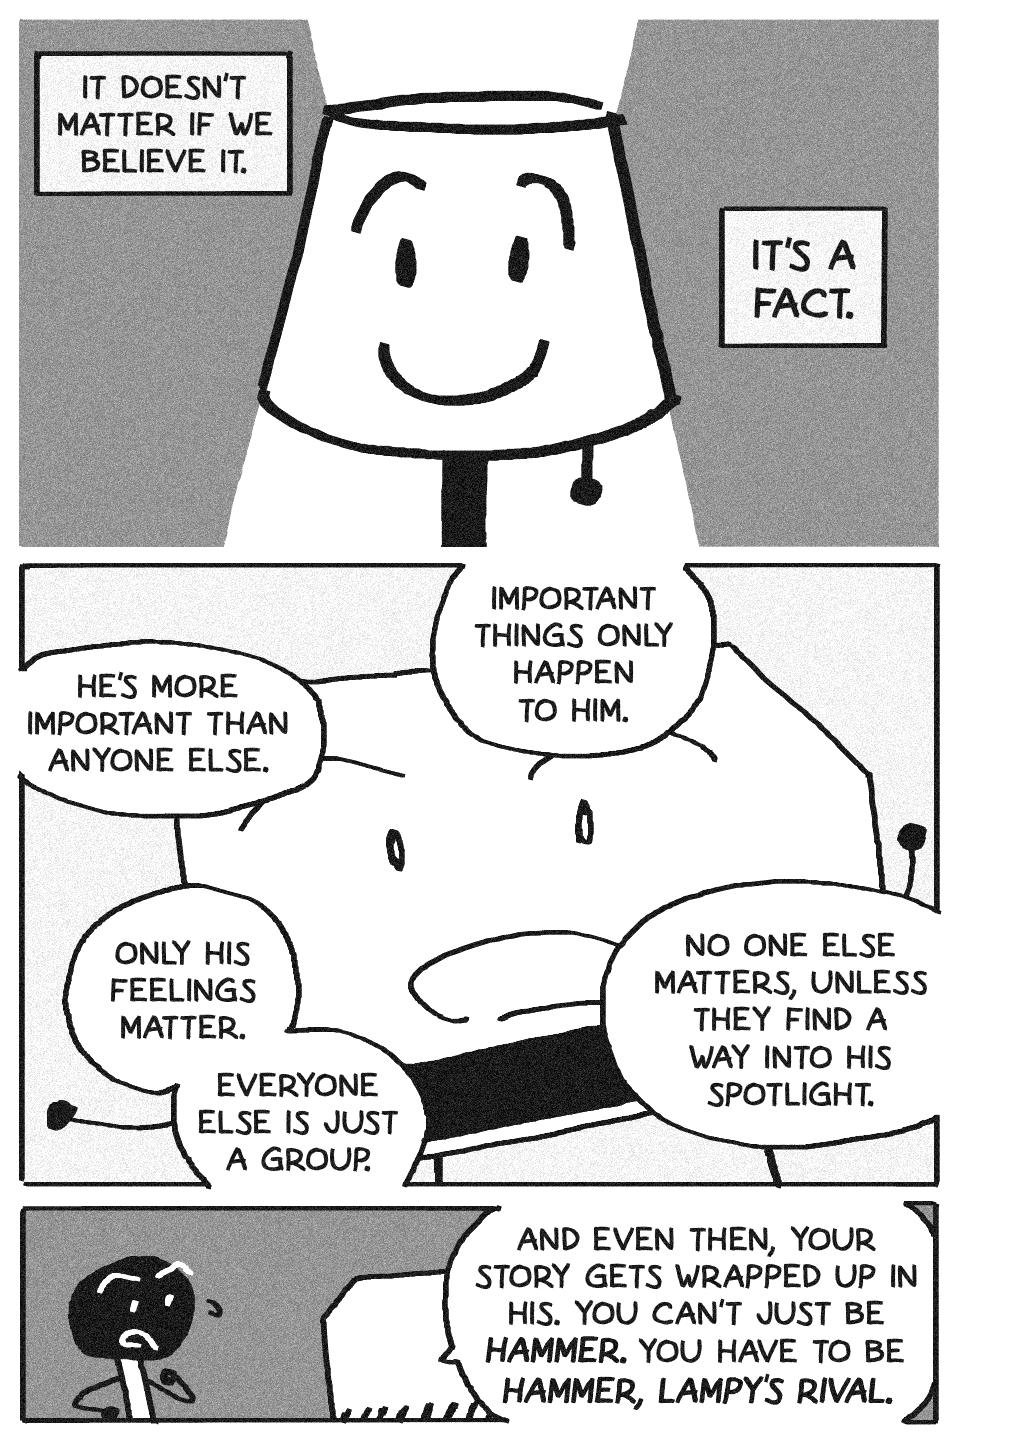 IT DOESN'T
MATTER IF WE
BELIEVE IT.
IT'S A
FACT.
IMPORTANT
THINGS ONLY
HAPPEN
TO HIM.
HE'S MORE
IMPORTANT THAN
ANYONE ELSE.
ONLY HIS
FEELINGS
MATTER.
EVERYONE
ELSE IS JUST
A GROUP.
NO ONE ELSE
MATTERS, UNLESS
THEY FIND A
WAY INTO HIS
SPOTLIGHT.
AND EVEN THEN, YOUR
STORY GETS WRAPPED UP IN
HIS. YOU CAN'T JUST BE
HAMMER. YOU HAVE TO BE
HAMMER, LAMPY'S RIVAL.